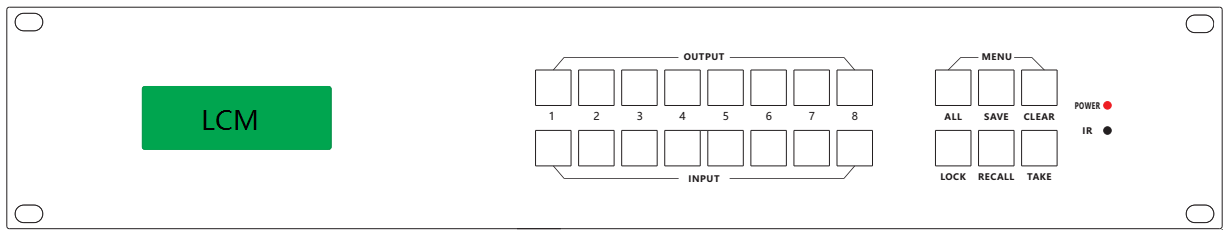 OUTPUT
MENU
LCM
1 2 3 4 5 6 7 8
ALL SAVE CLEAR
POWER
IR
INPUT
LOCK RECALL TAKE